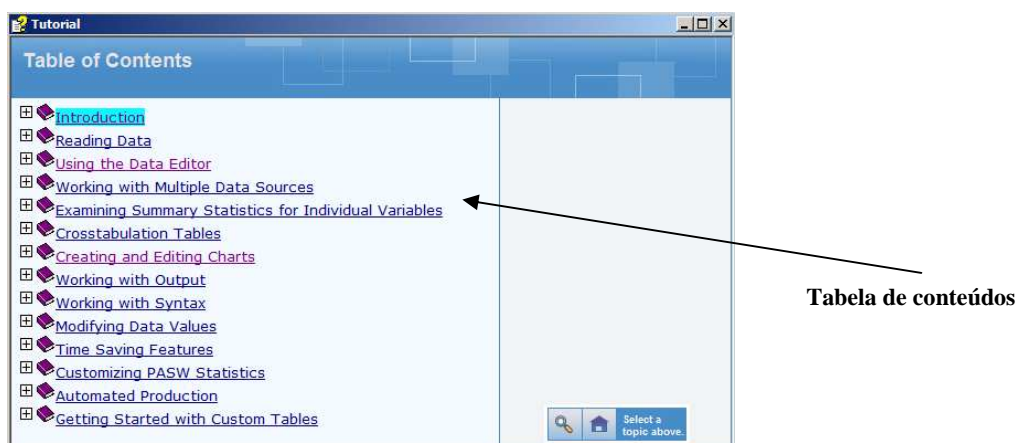 Tutorial
Table of Contents
Introduction
Reading Data
Using the Data Editor
Working with Multiple Data Sources
Examining Summary Statistics for Individual Variables
Crosstabulation Tables
Creating and Editing Charts
Working with Output
Working with Syntax
Modifying Data Values
Time Saving Features
Customizing PASW Statistics
Automated Production
Getting Started with Custom Tables
Select a
topic above.
Tabela de conteúdos